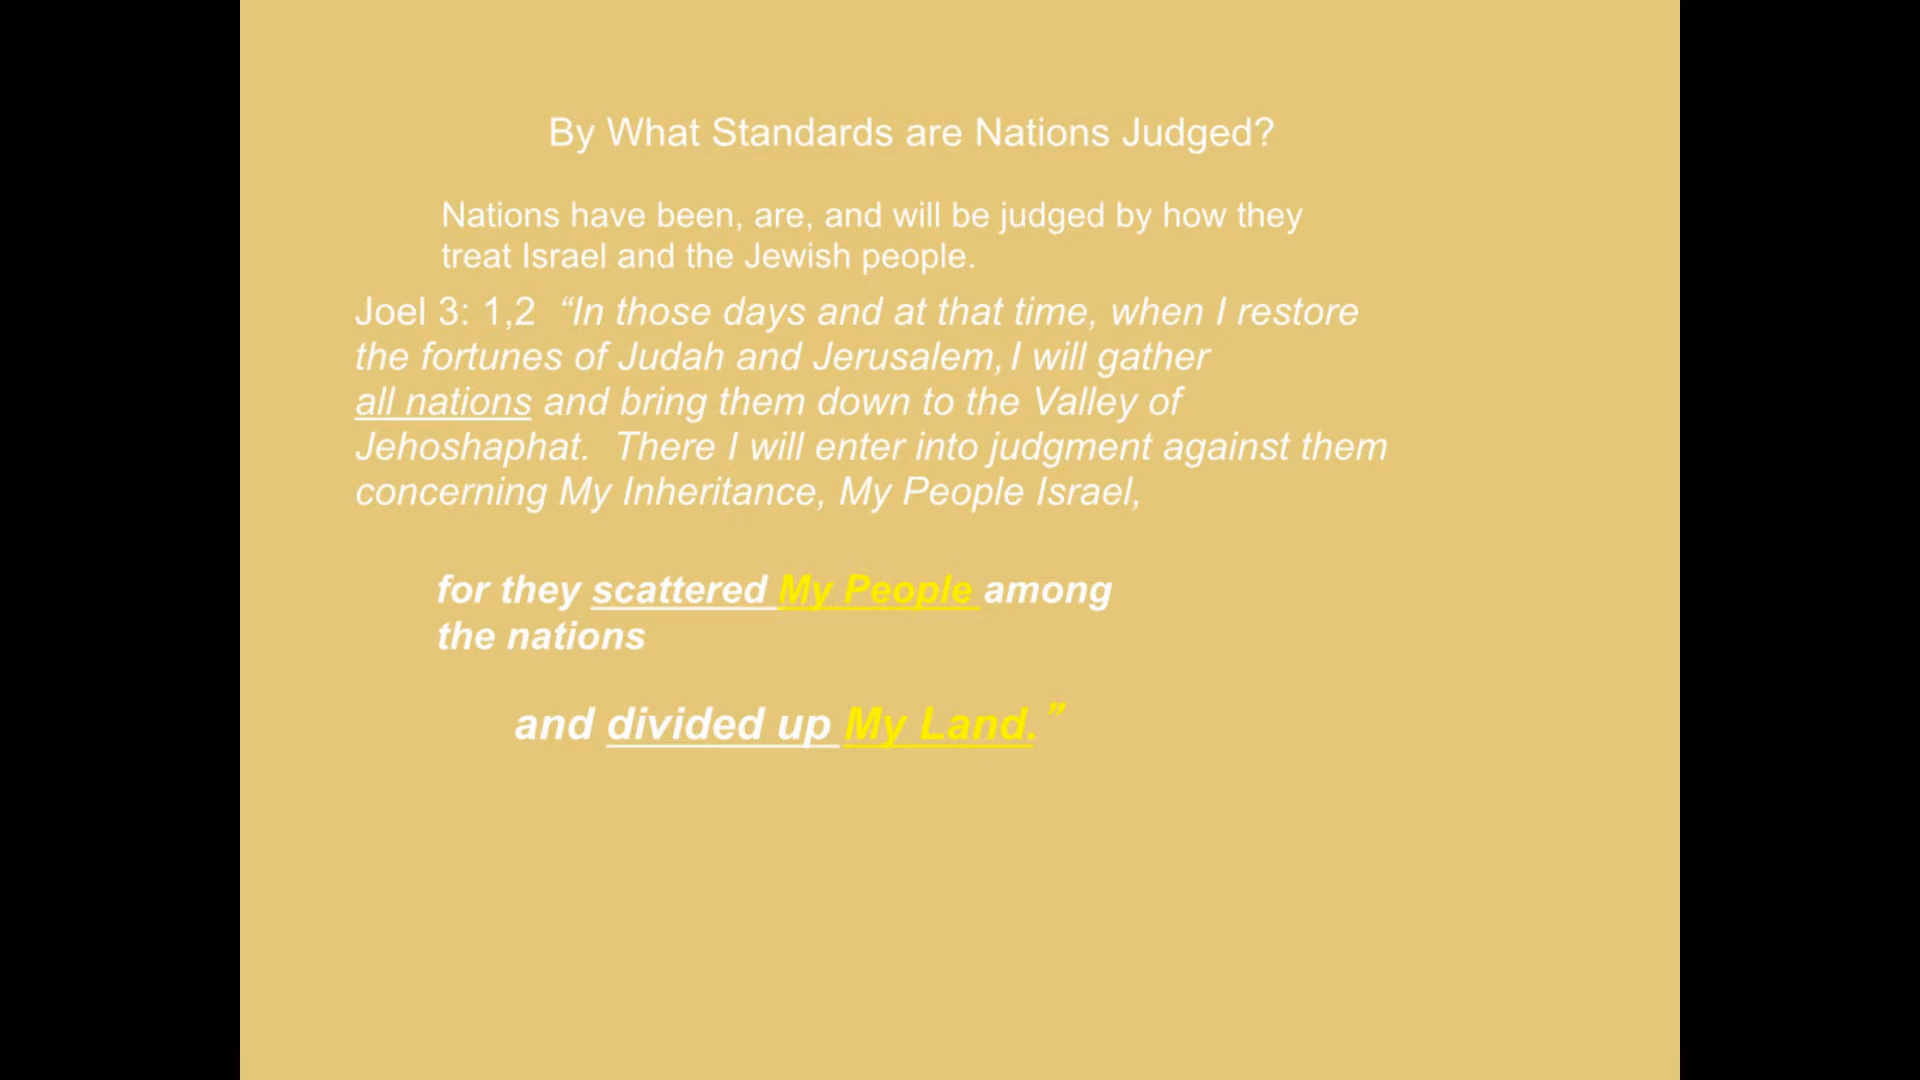 By What Standards are Nations Judged?
Nations have been, are, and will be judged by how they
treat Israel and the Jewish people.
Joel 3: 1,2  “In those days and at that time, when I restore
the fortunes of Judah and Jerusalem, I will gather
all nations and bring them down to the Valley of
Jehoshaphat.  There I will enter into judgment against them
concerning My Inheritance, My People Israel,
for they scattered My People among
the nations
and divided up My Land.”